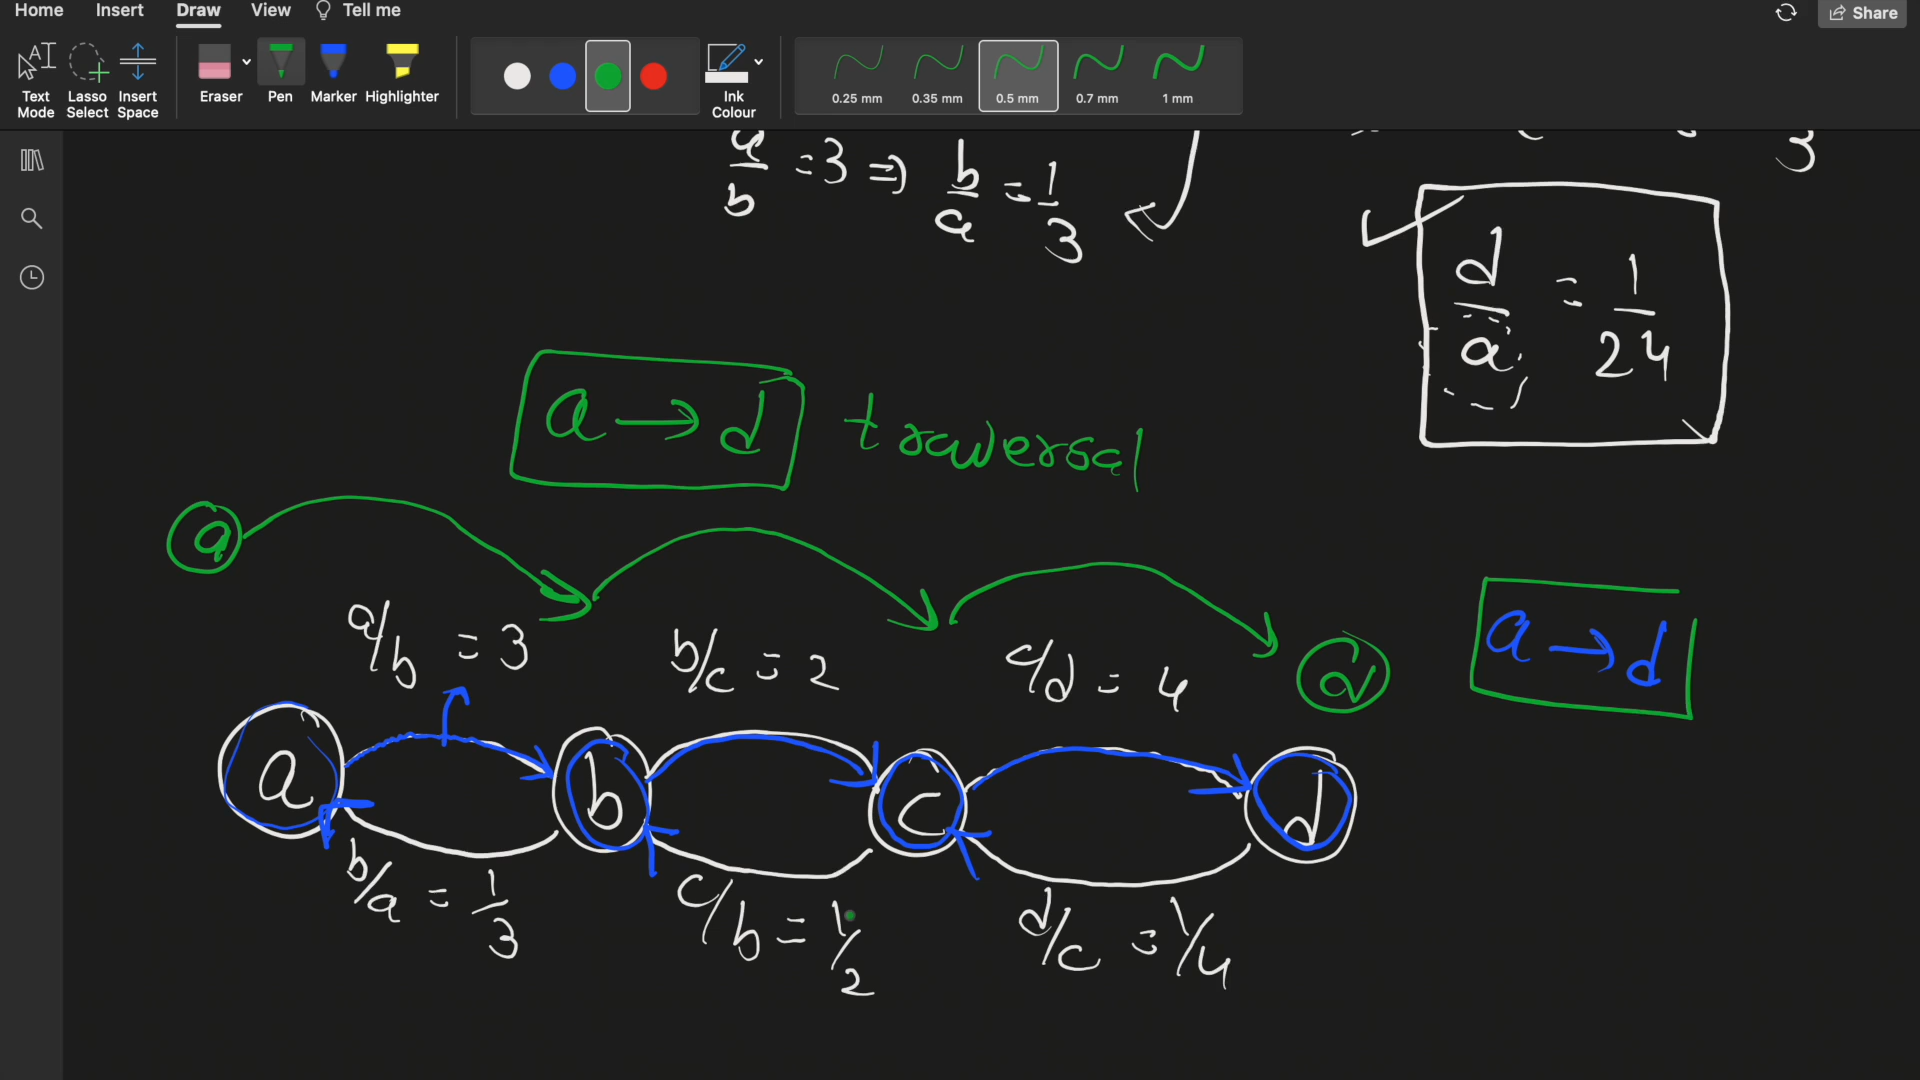 Home Insert Draw View Tell me Share
Text Mode Lasso Select Insert Space Eraser Pen Marker Highlighter Ink Colour 0.25 mm 0.35 mm 0.5 mm 0.7 mm 1 mm
a/b = 3 => b/a = 1/3
3
d/a = 1/24
a → d traversal
a
d
a → d
a/b = 3 b/c = 2 c/d = 4
a b c d
b/a = 1/3 c/b = 1/2 d/c = 1/4